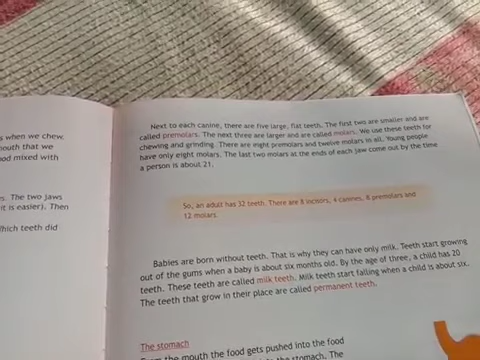 s when we chew.
mouth that we
od mixed with
s. The two jaws
it is easier). Then
hich teeth did
Next to each canine, there are five large, flat teeth. The first two are smaller and are
called premolars. The next three are larger and are called molars. We use these teeth for
chewing and grinding. There are eight premolars and twelve molars in all. Young people
have only eight molars. The last two molars at the ends of each jaw come out by the time
a person is about 21.
So, an adult has 32 teeth. There are 8 incisors, 4 canines, 8 premolars and
12 molars.
Babies are born without teeth. That is why they can have only milk. Teeth start growing
out of the gums when a baby is about six months old. By the age of three, a child has 20
teeth. These teeth are called milk teeth. Milk teeth start falling when a child is about six.
The teeth that grow in their place are called permanent teeth.
The stomach
From the mouth the food gets pushed into the food
to the stomach. The